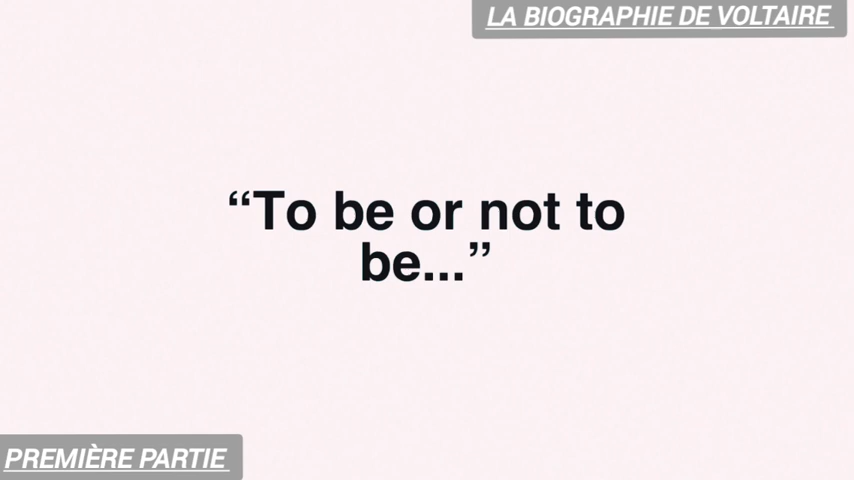 LA BIOGRAPHIE DE VOLTAIRE
“To be or not to
be...”
PREMIÈRE PARTIE